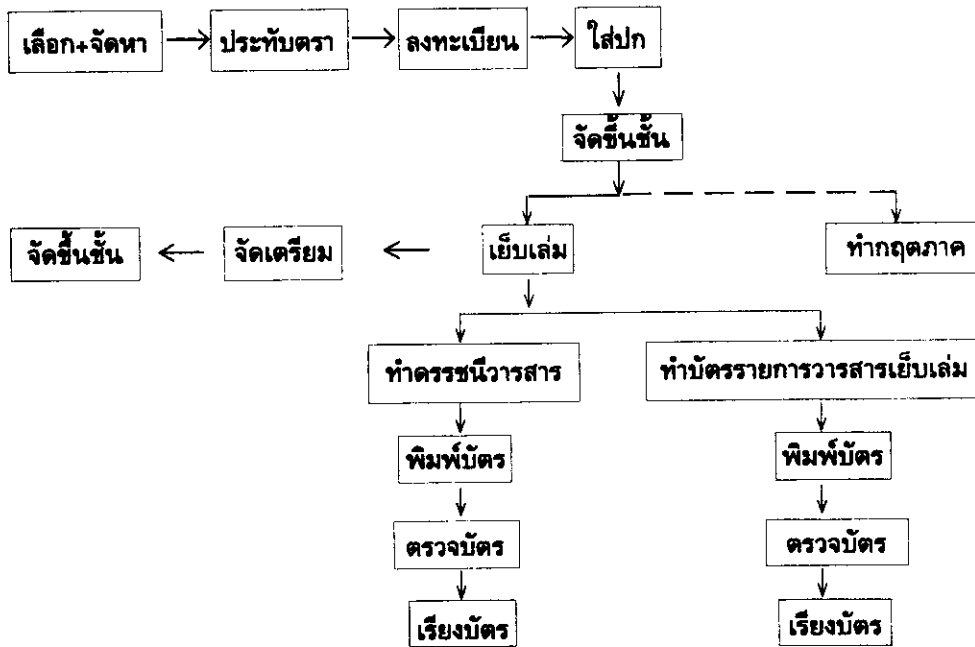 เลือก+จัดหา
ประทับตรา
ลงทะเบียน
ใส่ปก
จัดขึ้นชั้น
จัดขึ้นชั้น
จัดเตรียม
เย็บเล่ม
ทำกฤตภาค
ทำดรรชนีวารสาร
ทำบัตรรายการวารสารเย็บเล่ม
พิมพ์บัตร
พิมพ์บัตร
ตรวจบัตร
ตรวจบัตร
เรียงบัตร
เรียงบัตร